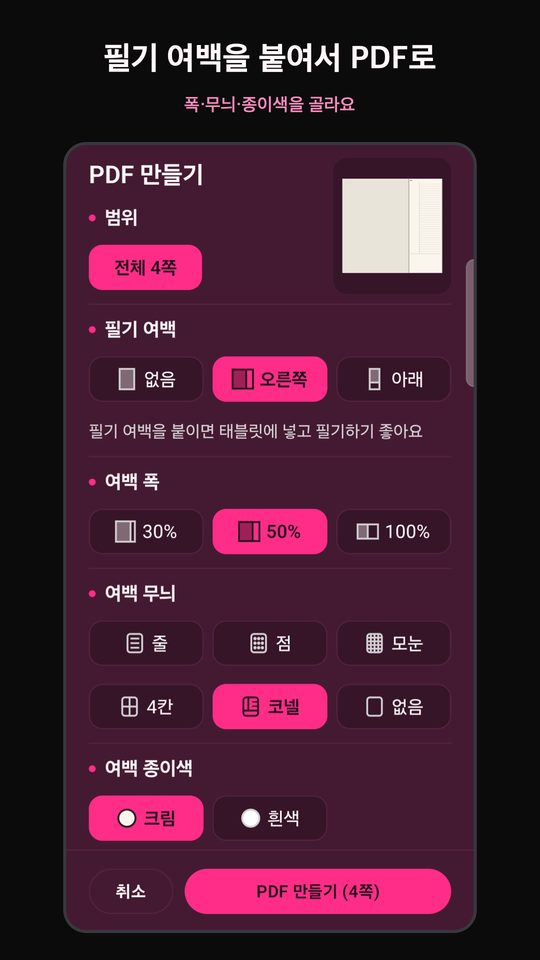 필기 여백을 붙여서 PDF로
폭·무늬·종이색을 골라요
PDF 만들기
범위
전체 4쪽
필기 여백
없음 오른쪽 아래
필기 여백을 붙이면 태블릿에 넣고 필기하기 좋아요
여백 폭
30% 50% 100%
여백 무늬
줄 점 모눈
4칸 코넬 없음
여백 종이색
크림 흰색
취소 PDF 만들기 (4쪽)